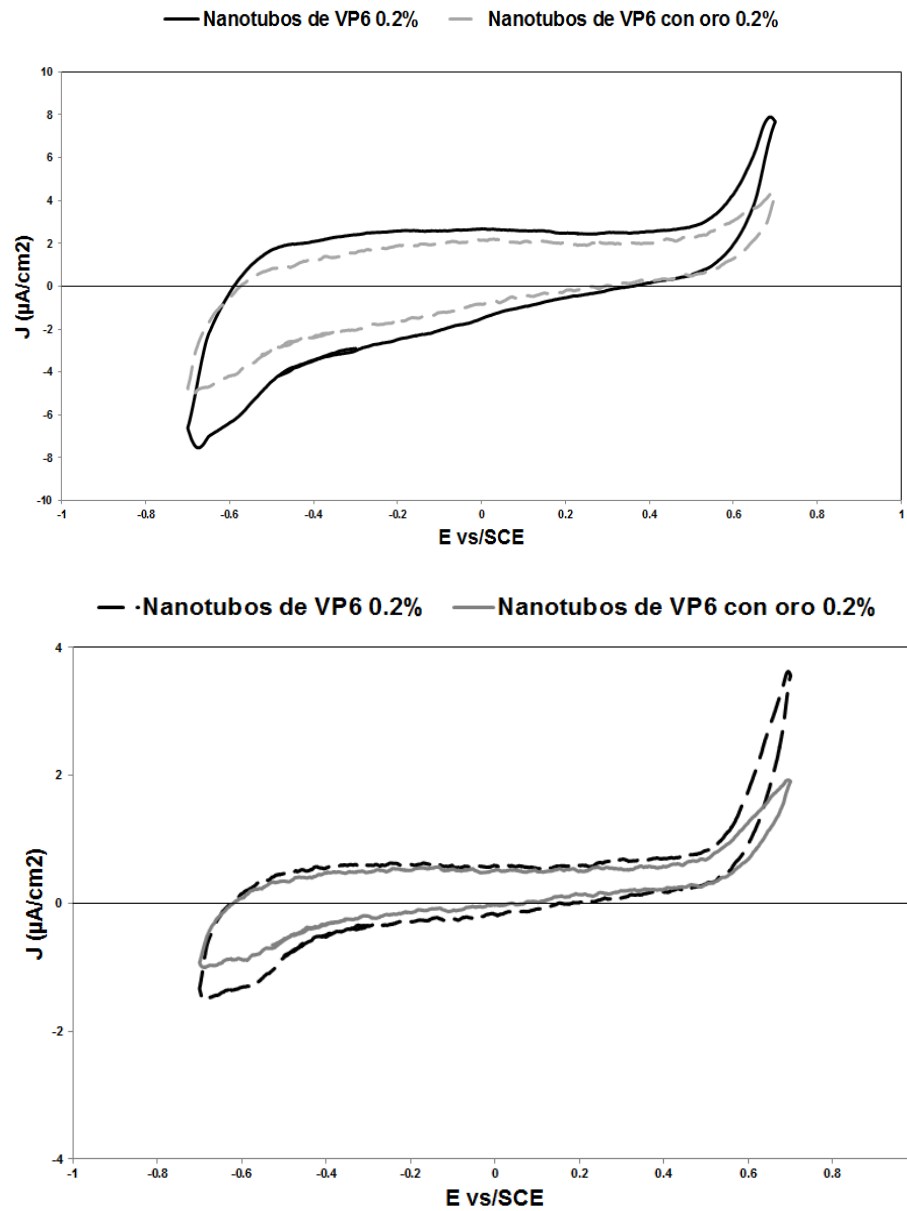 Nanotubos de VP6 0.2% Nanotubos de VP6 con oro 0.2%
10
8
6
4
2
0
-2
-4
-6
-8
-10
J (µA/cm2)
-1 -0.8 -0.6 -0.4 -0.2 0 0.2 0.4 0.6 0.8 1
E vs/SCE
Nanotubos de VP6 0.2% Nanotubos de VP6 con oro 0.2%
4
2
0
-2
-4
J (µA/cm2)
-1 -0.8 -0.6 -0.4 -0.2 0 0.2 0.4 0.6 0.8
E vs/SCE